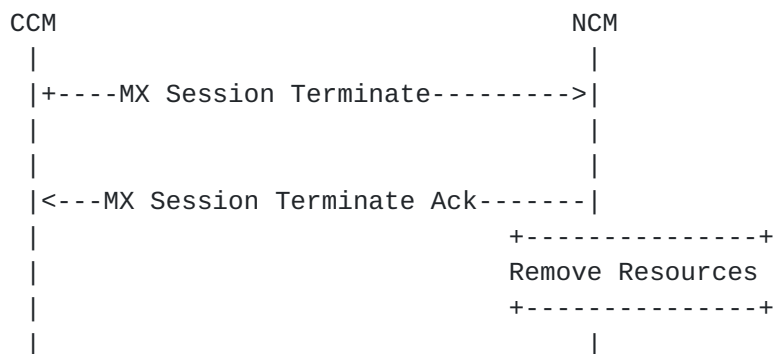 CCM NCM
MX Session Terminate
MX Session Terminate Ack
Remove Resources